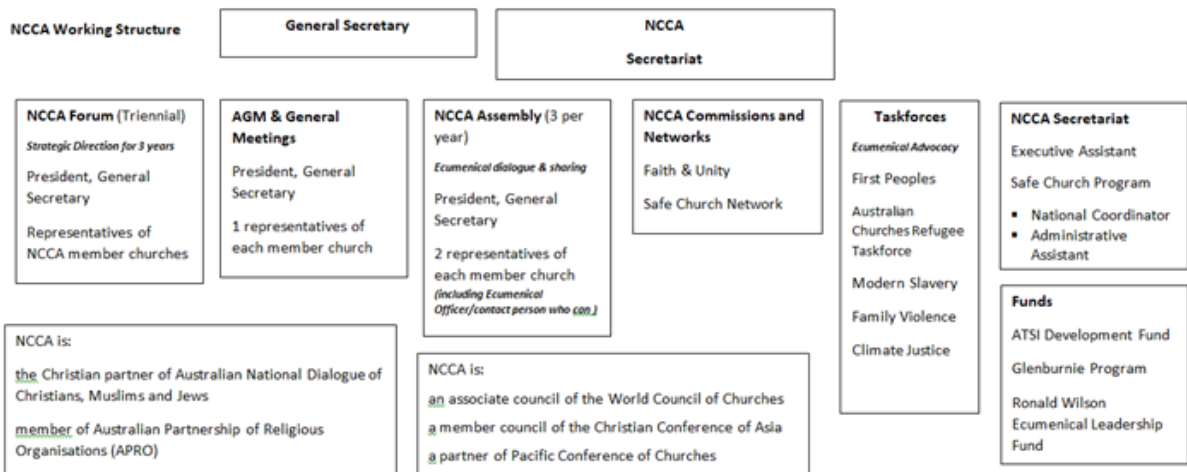 NCCA Working Structure
General Secretary
NCCA
Secretariat
NCCA Forum (Triennial)
Strategic Direction for 3 years
President, General
Secretary
Representatives of
NCCA member churches
AGM & General
Meetings
President, General
Secretary
1 representatives of
each member church
NCCA Assembly (3 per
year)
Ecumenical dialogue & sharing
President, General
Secretary
2 representatives of
each member church
(including Ecumenical
Officer/contact person who can )
NCCA Commissions and
Networks
Faith & Unity
Safe Church Network
Taskforces
Ecumenical Advocacy
First Peoples
Australian
Churches Refugee
Taskforce
Modern Slavery
Family Violence
Climate Justice
NCCA Secretariat
Executive Assistant
Safe Church Program
▪ National Coordinator
▪ Administrative
Assistant
Funds
ATSI Development Fund
Glenburnie Program
Ronald Wilson
Ecumenical Leadership
Fund
NCCA is:
the Christian partner of Australian National Dialogue of
Christians, Muslims and Jews
member of Australian Partnership of Religious
Organisations (APRO)
NCCA is:
an associate council of the World Council of Churches
a member council of the Christian Conference of Asia
a partner of Pacific Conference of Churches